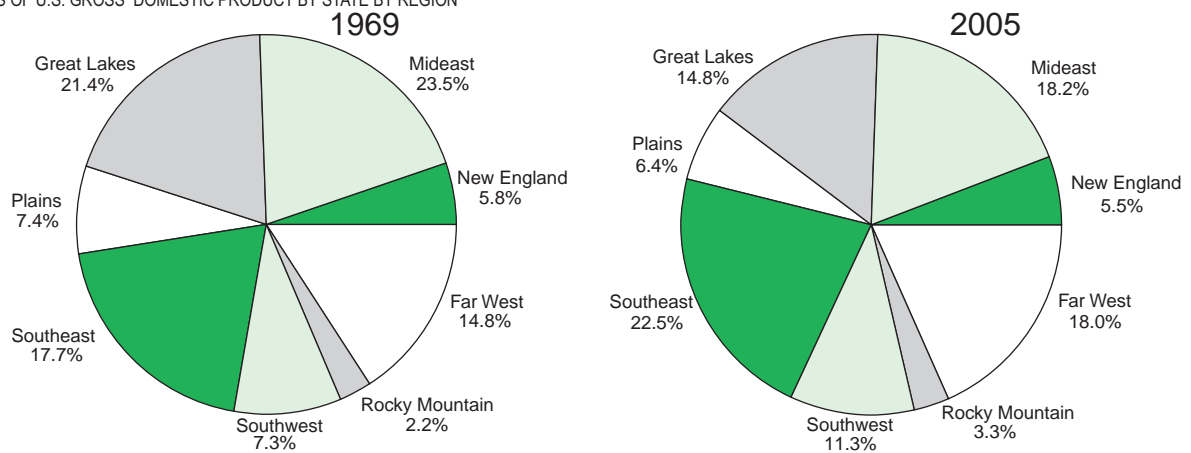 OF U.S. GROSS DOMESTIC PRODUCT BY STATE BY REGION
1969
Great Lakes
21.4%
Mideast
23.5%
New England
5.8%
Plains
7.4%
Far West
14.8%
Southeast
17.7%
Rocky Mountain
2.2%
Southwest
7.3%
2005
Great Lakes
14.8%
Mideast
18.2%
Plains
6.4%
New England
5.5%
Southeast
22.5%
Far West
18.0%
Rocky Mountain
3.3%
Southwest
11.3%